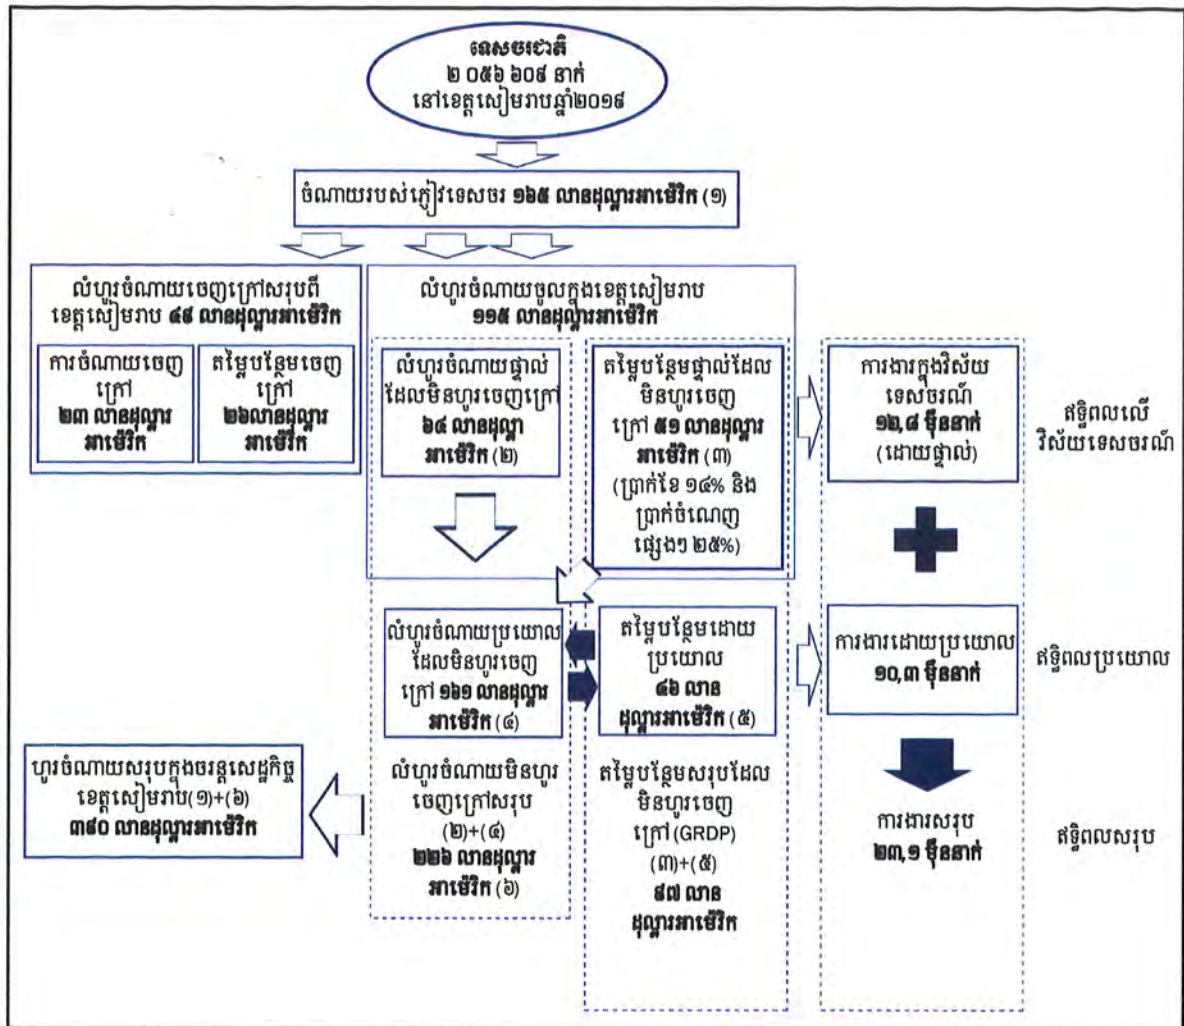 ទេសចរជាតិ
២ ០៥៦ ៦០៩ នាក់
នៅខេត្តសៀមរាបឆ្នាំ២០១៩
ចំណាយរបស់ភ្ញៀវទេសចរ ១៦៥ លានដុល្លារអាម៉េរិក (១)
លំហូរចំណាយចេញក្រៅសរុបពី
ខេត្តសៀមរាប ៤៩ លានដុល្លារអាម៉េរិក
ការចំណាយចេញ
ក្រៅ
២៣ លានដុល្លារ
អាម៉េរិក
តម្លៃបន្ថែមចេញ
ក្រៅ
២៦លានដុល្លារ
អាម៉េរិក
លំហូរចំណាយចូលក្នុងខេត្តសៀមរាប
១១៥ លានដុល្លារអាម៉េរិក
លំហូរចំណាយផ្ទាល់
ដែលមិនហូរចេញក្រៅ
៦៤ លានដុល្លា
អាម៉េរិក (២)
តម្លៃបន្ថែមផ្ទាល់ដែល
មិនហូរចេញ
ក្រៅ ៥១ លានដុល្លារ
អាម៉េរិក (៣)
(ប្រាក់ខែ ១៤% និង
ប្រាក់ចំណេញ
ផ្សេងៗ ២៥%)
ការងារក្នុងវិស័យ
ទេសចរណ៍
១២,៨ ម៉ឺននាក់
(ដោយផ្ទាល់)
ឥទ្ធិពលលើ
វិស័យទេសចរណ៍
លំហូរចំណាយប្រយោល
ដែលមិនហូរចេញ
ក្រៅ ១៦១ លានដុល្លារ
អាម៉េរិក (៤)
តម្លៃបន្ថែមដោយ
ប្រយោល
៤៦ លាន
ដុល្លារអាម៉េរិក (៥)
ការងារដោយប្រយោល
១០,៣ ម៉ឺននាក់
ឥទ្ធិពលប្រយោល
ហូរចំណាយសរុបក្នុងចរន្តសេដ្ឋកិច្ច
ខេត្តសៀមរាប(១)+(៦)
៣៩០ លានដុល្លារអាម៉េរិក
លំហូរចំណាយមិនហូរ
ចេញក្រៅសរុប
(២)+(៤)
២២៦ លានដុល្លារ
អាម៉េរិក (៦)
តម្លៃបន្ថែមសរុបដែល
មិនហូរចេញ
ក្រៅ(GRDP)
(៣)+(៥)
៩៧ លាន
ដុល្លារអាម៉េរិក
ការងារសរុប
២៣,១ ម៉ឺននាក់
ឥទ្ធិពលសរុប